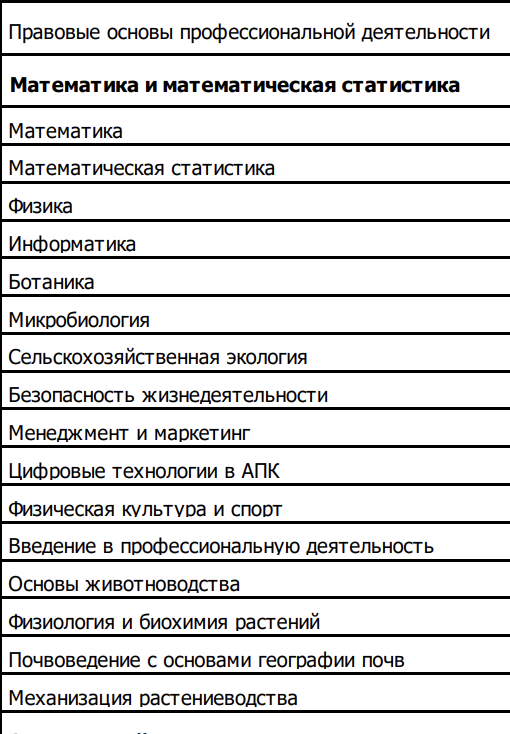 Правовые основы профессиональной деятельности
Математика и математическая статистика
Математика
Математическая статистика
Физика
Информатика
Ботаника
Микробиология
Сельскохозяйственная экология
Безопасность жизнедеятельности
Менеджмент и маркетинг
Цифровые технологии в АПК
Физическая культура и спорт
Введение в профессиональную деятельность
Основы животноводства
Физиология и биохимия растений
Почвоведение с основами географии почв
Механизация растениеводства